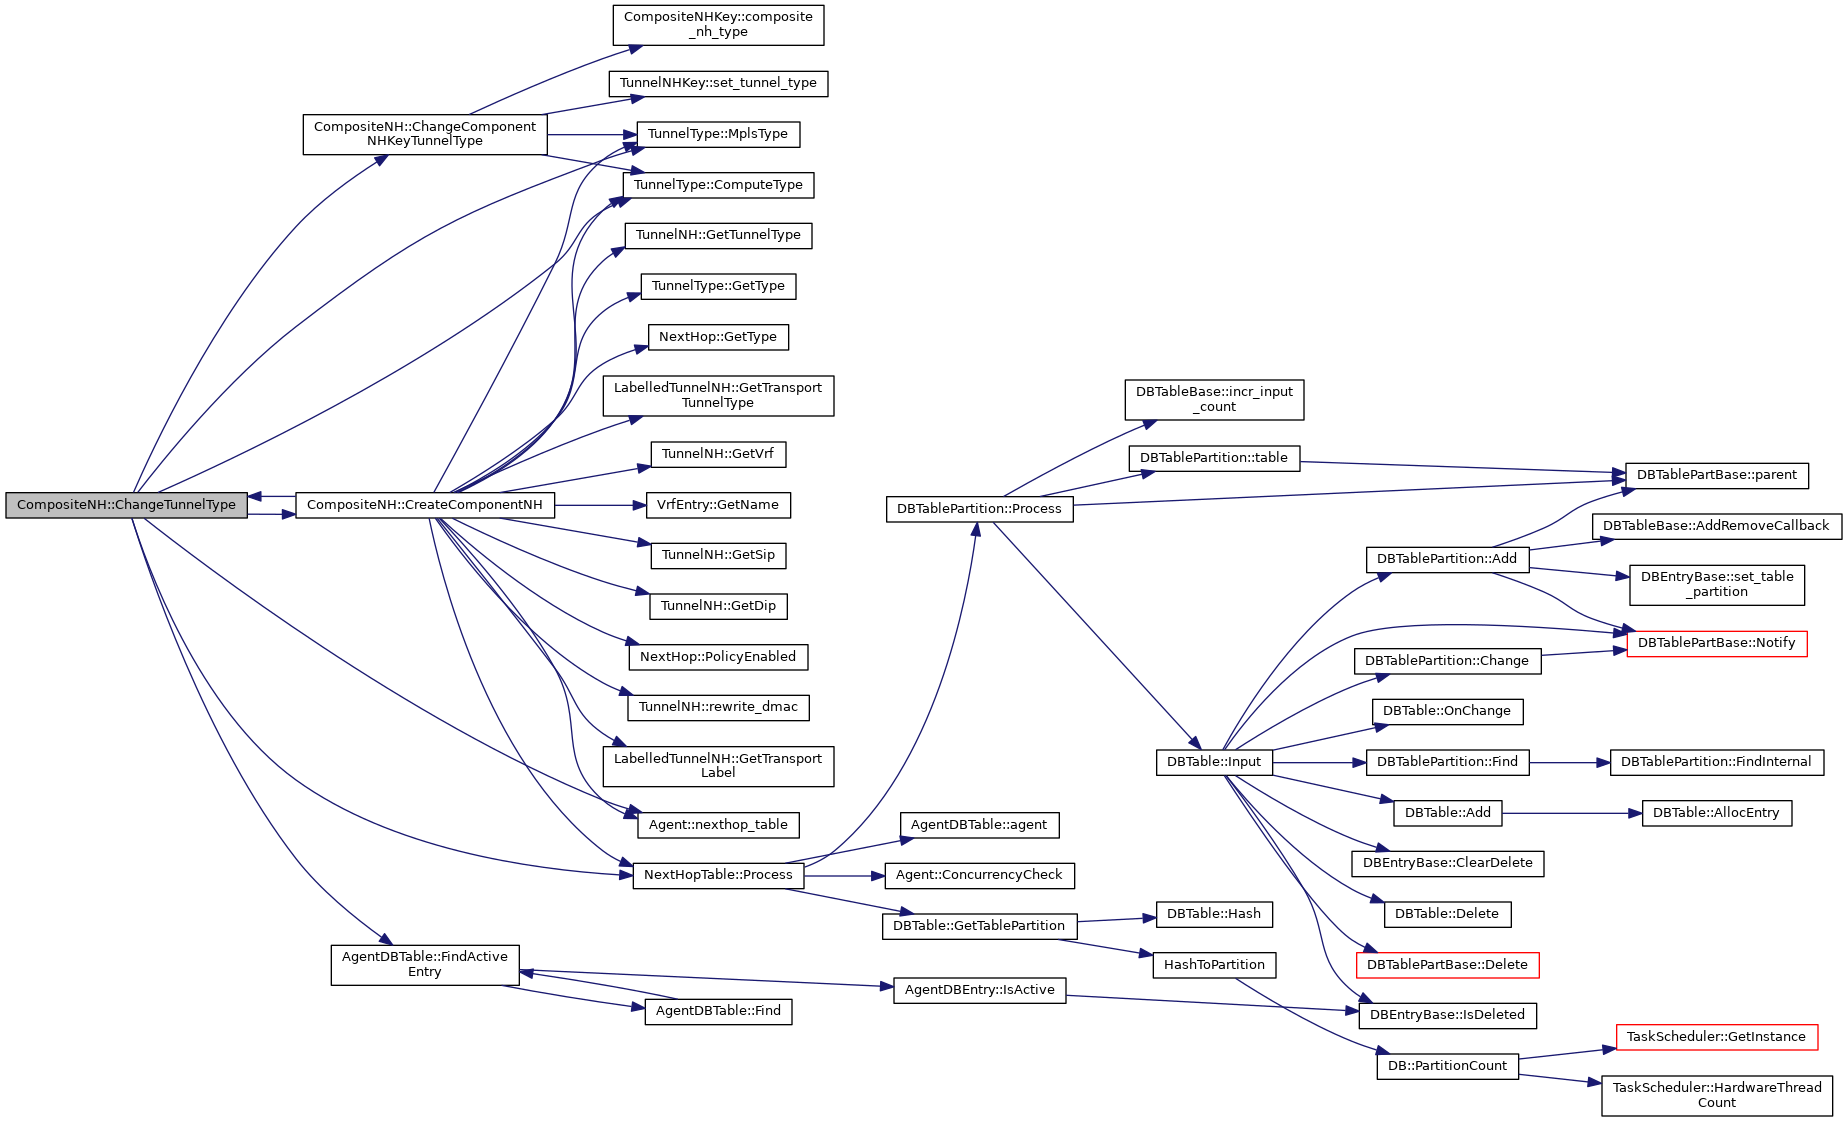 CompositeNHKey::composite
_nh_type
TunnelNHKey::set_tunnel_type
CompositeNH::ChangeComponent
NHKeyTunnelType
TunnelType::MplsType
TunnelType::ComputeType
TunnelNH::GetTunnelType
TunnelType::GetType
NextHop::GetType
LabelledTunnelNH::GetTransport
TunnelType
TunnelNH::GetVrf
CompositeNH::ChangeTunnelType
CompositeNH::CreateComponentNH
VrfEntry::GetName
TunnelNH::GetSip
TunnelNH::GetDip
NextHop::PolicyEnabled
TunnelNH::rewrite_dmac
LabelledTunnelNH::GetTransport
Label
Agent::nexthop_table
NextHopTable::Process
AgentDBTable::FindActive
Entry
AgentDBTable::Find
DBTablePartition::Process
AgentDBTable::agent
Agent::ConcurrencyCheck
DBTable::GetTablePartition
AgentDBEntry::IsActive
DBTableBase::incr_input
_count
DBTablePartition::table
DBTable::Input
DBTable::Hash
HashToPartition
DBTablePartition::Add
DBTablePartition::Change
DBTable::OnChange
DBTablePartition::Find
DBTable::Add
DBEntryBase::ClearDelete
DBTable::Delete
DBTablePartBase::Delete
DBEntryBase::IsDeleted
DB::PartitionCount
DBTablePartBase::parent
DBTableBase::AddRemoveCallback
DBEntryBase::set_table
_partition
DBTablePartBase::Notify
DBTablePartition::FindInternal
DBTable::AllocEntry
TaskScheduler::GetInstance
TaskScheduler::HardwareThread
Count